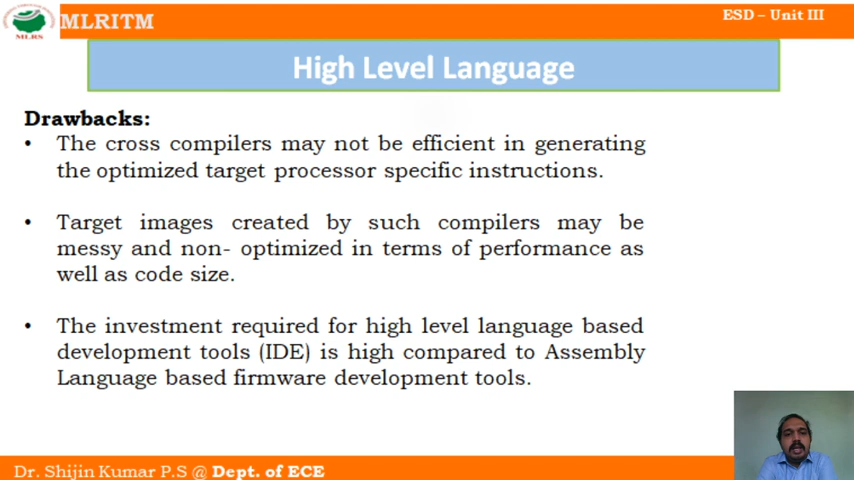 MLRITM
ESD – Unit III
MLRS
High Level Language
Drawbacks:
• The cross compilers may not be efficient in generating
the optimized target processor specific instructions.
• Target images created by such compilers may be
messy and non- optimized in terms of performance as
well as code size.
• The investment required for high level language based
development tools (IDE) is high compared to Assembly
Language based firmware development tools.
Dr. Shijin Kumar P.S @ Dept. of ECE